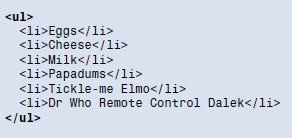 <ul>
  <li>Eggs</li>
  <li>Cheese</li>
  <li>Milk</li>
  <li>Papadums</li>
  <li>Tickle-me Elmo</li>
  <li>Dr Who Remote Control Dalek</li>
</ul>